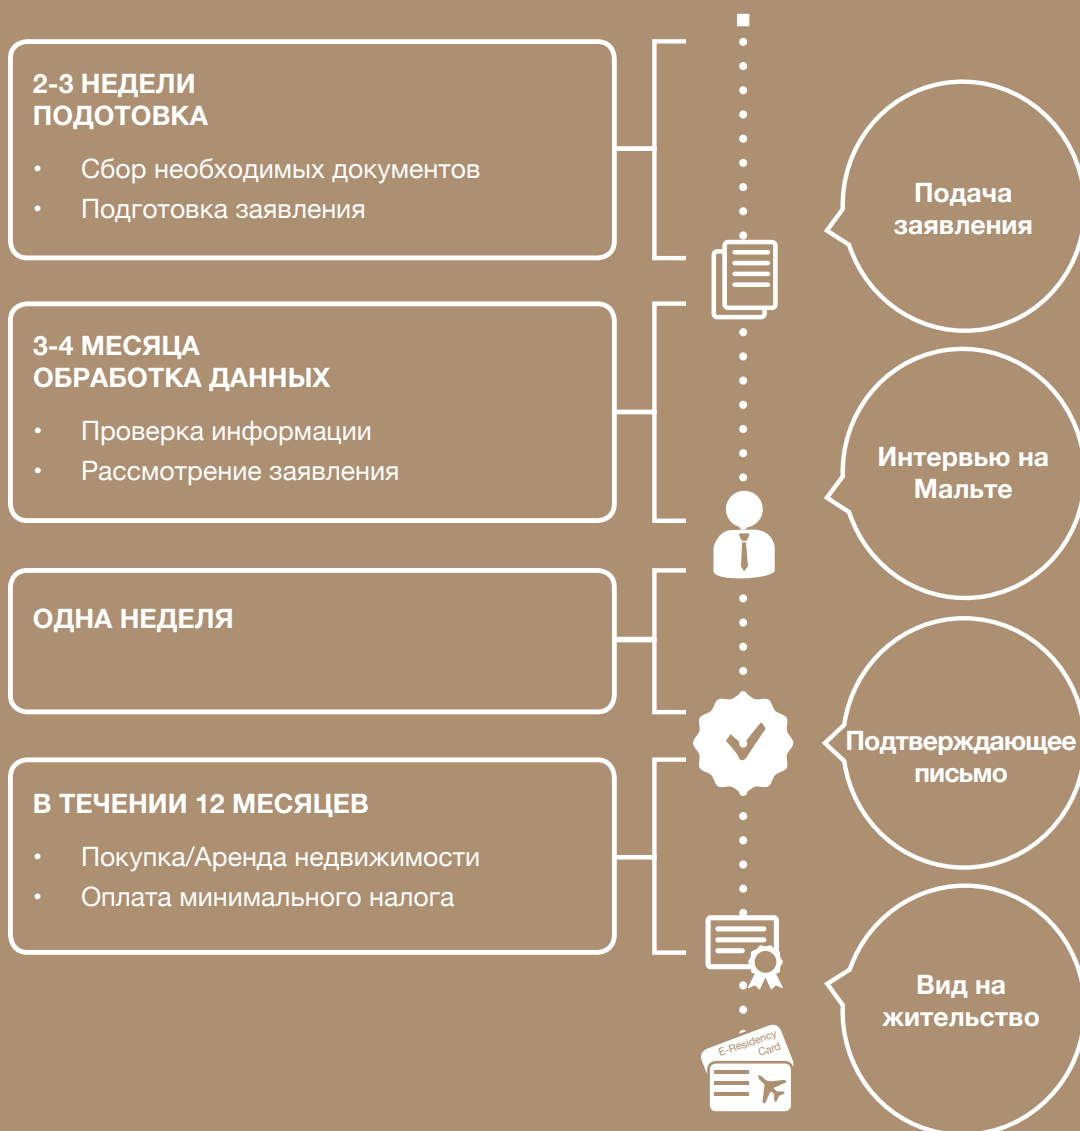 2-3 НЕДЕЛИ
ПОДОТОВКА
• Сбор необходимых документов
• Подготовка заявления
Подача
заявления
3-4 МЕСЯЦА
ОБРАБОТКА ДАННЫХ
• Проверка информации
• Рассмотрение заявления
Интервью на
Мальте
ОДНА НЕДЕЛЯ
Подтверждающее
письмо
В ТЕЧЕНИИ 12 МЕСЯЦЕВ
• Покупка/Аренда недвижимости
• Оплата минимального налога
Вид на
жительство
E-Residency
Card